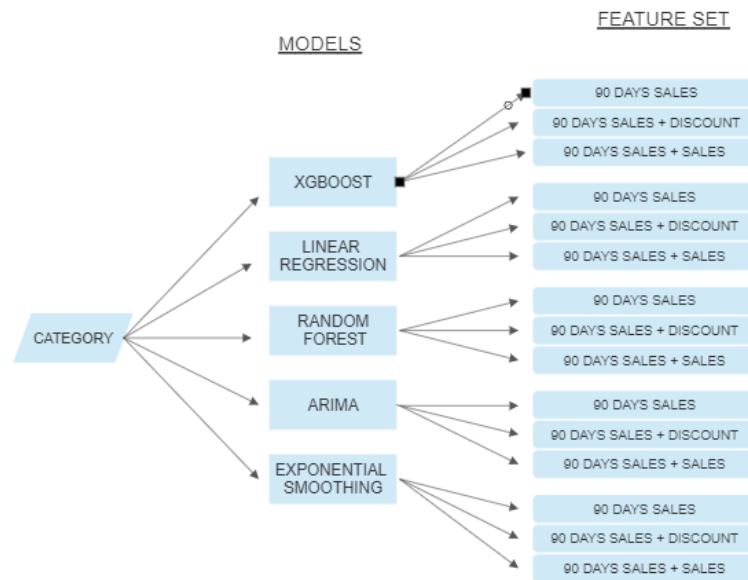 MODELS
FEATURE SET
CATEGORY
XGBOOST
90 DAYS SALES
90 DAYS SALES + DISCOUNT
90 DAYS SALES + SALES
LINEAR
REGRESSION
90 DAYS SALES
90 DAYS SALES + DISCOUNT
90 DAYS SALES + SALES
RANDOM
FOREST
90 DAYS SALES
90 DAYS SALES + DISCOUNT
90 DAYS SALES + SALES
ARIMA
90 DAYS SALES
90 DAYS SALES + DISCOUNT
90 DAYS SALES + SALES
EXPONENTIAL
SMOOTHING
90 DAYS SALES
90 DAYS SALES + DISCOUNT
90 DAYS SALES + SALES